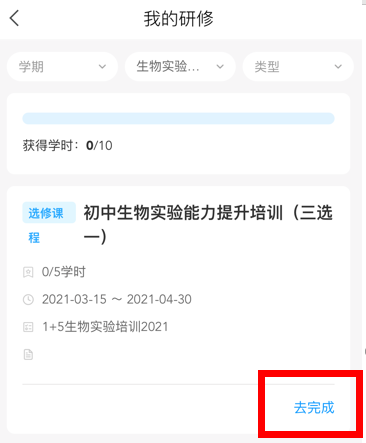 我的研修
学期
生物实验...
类型
获得学时：0/10
选修课程
初中生物实验能力提升培训（三选一）
0/5学时
2021-03-15 ～ 2021-04-30
1+5生物实验培训2021
去完成